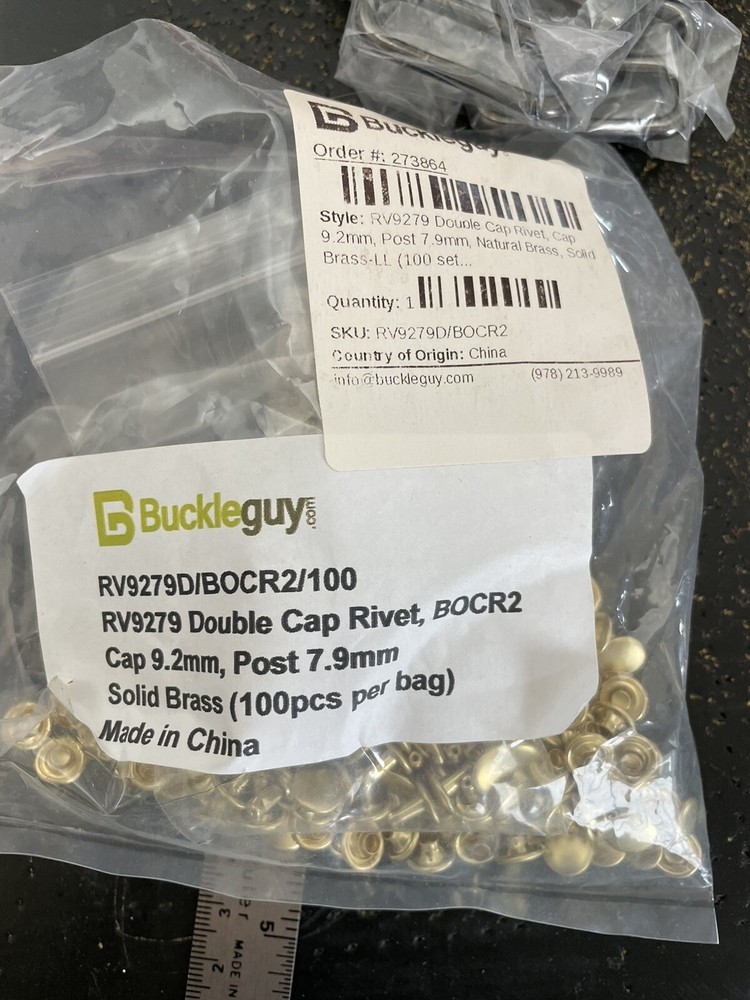 Buckleguy
Order #: 273864
Style: RV9279 Double Cap Rivet, Cap
9.2mm, Post 7.9mm, Natural Brass, Solid
Brass-LL (100 set...
Quantity: 1
SKU: RV9279D/BOCR2
Country of Origin: China
info@buckleguy.com (978) 213-9989
Buckleguy.com
RV9279D/BOCR2/100
RV9279 Double Cap Rivet, BOCR2
Cap 9.2mm, Post 7.9mm
Solid Brass (100pcs per bag)
Made in China
3 2
MADE IN
5